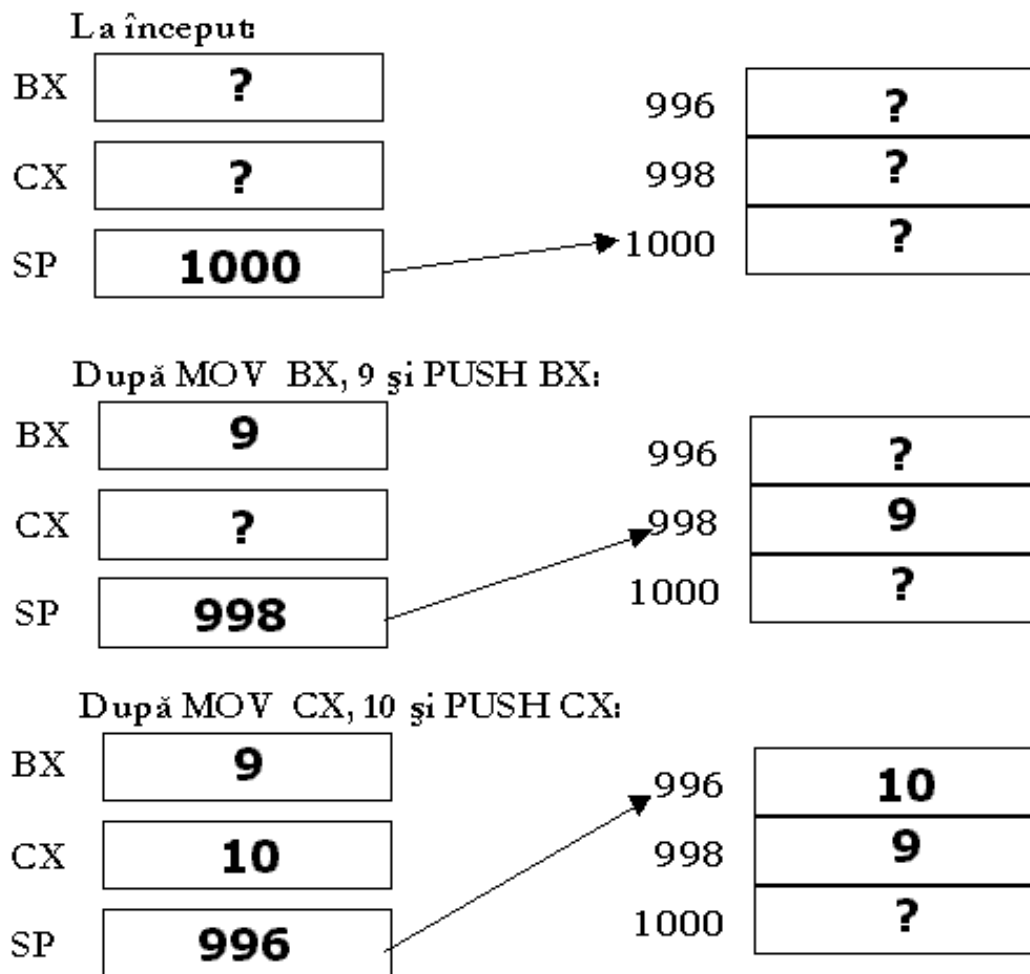 La început:
BX ?
996 ?
CX ?
998 ?
SP 1000
1000 ?
După MOV BX, 9 şi PUSH BX:
BX 9
996 ?
CX ?
998 9
SP 998
1000 ?
După MOV CX, 10 şi PUSH CX:
BX 9
996 10
CX 10
998 9
SP 996
1000 ?